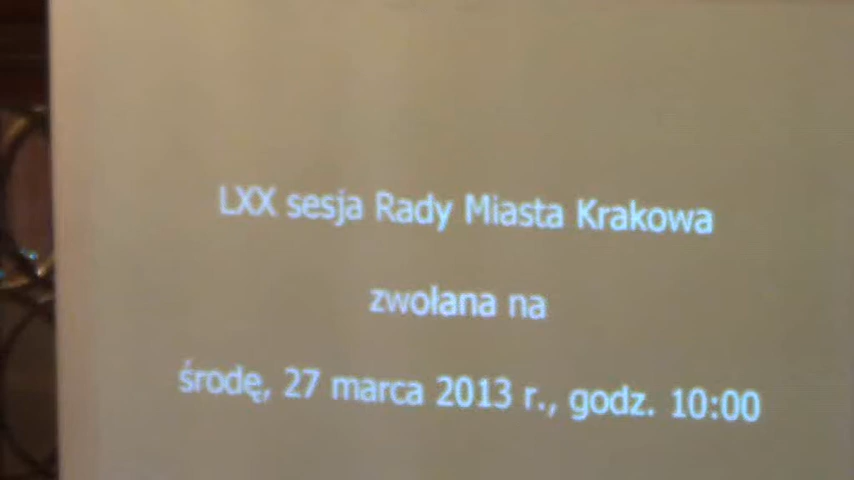 LXX sesja Rady Miasta Krakowa
zwołana na
środę, 27 marca 2013 r., godz. 10:00